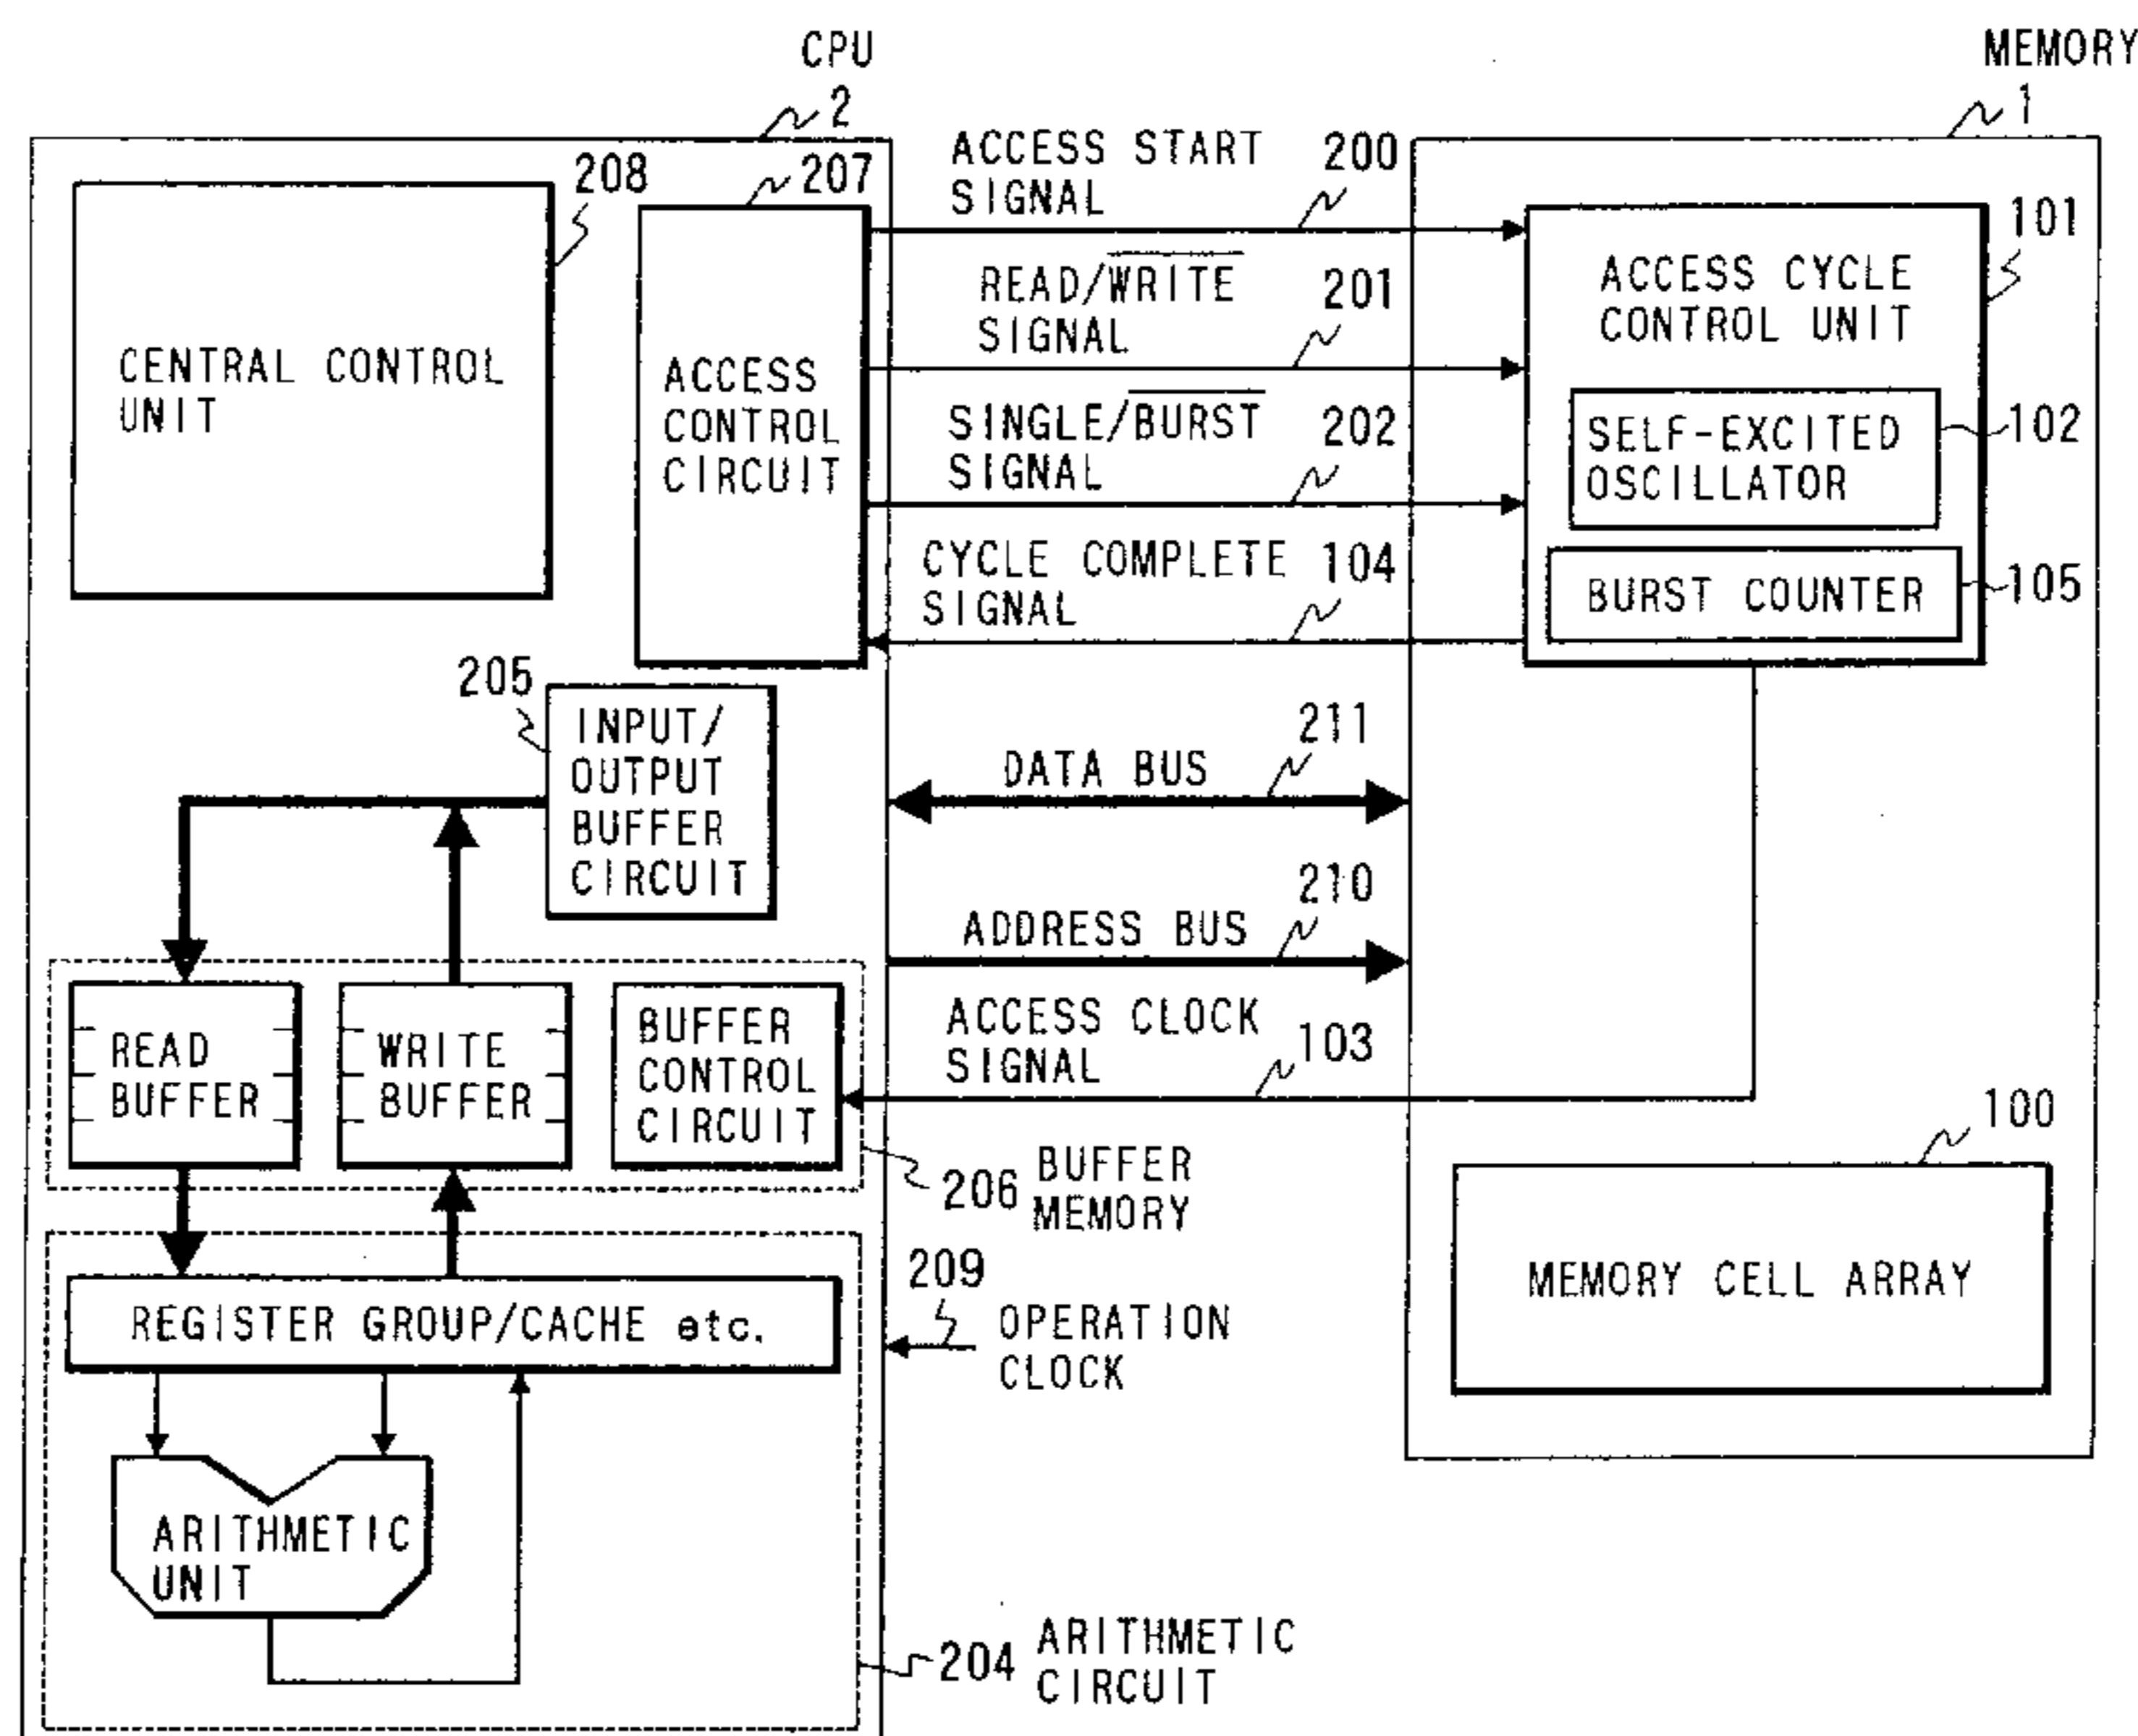 CPU
2
MEMORY
1
208
CENTRAL CONTROL
UNIT
207
ACCESS
CONTROL
CIRCUIT
ACCESS START
SIGNAL
200
READ/WRITE
SIGNAL
201
SINGLE/BURST
SIGNAL
202
CYCLE COMPLETE
SIGNAL
104
101
ACCESS CYCLE
CONTROL UNIT
SELF-EXCITED
OSCILLATOR
102
BURST COUNTER
105
205
INPUT/
OUTPUT
BUFFER
CIRCUIT
DATA BUS
211
ADDRESS BUS
210
ACCESS CLOCK
SIGNAL
103
READ
BUFFER
WRITE
BUFFER
BUFFER
CONTROL
CIRCUIT
206
BUFFER
MEMORY
100
MEMORY CELL ARRAY
REGISTER GROUP/CACHE etc.
209
OPERATION
CLOCK
ARITHMETIC
UNIT
204
ARITHMETIC
CIRCUIT